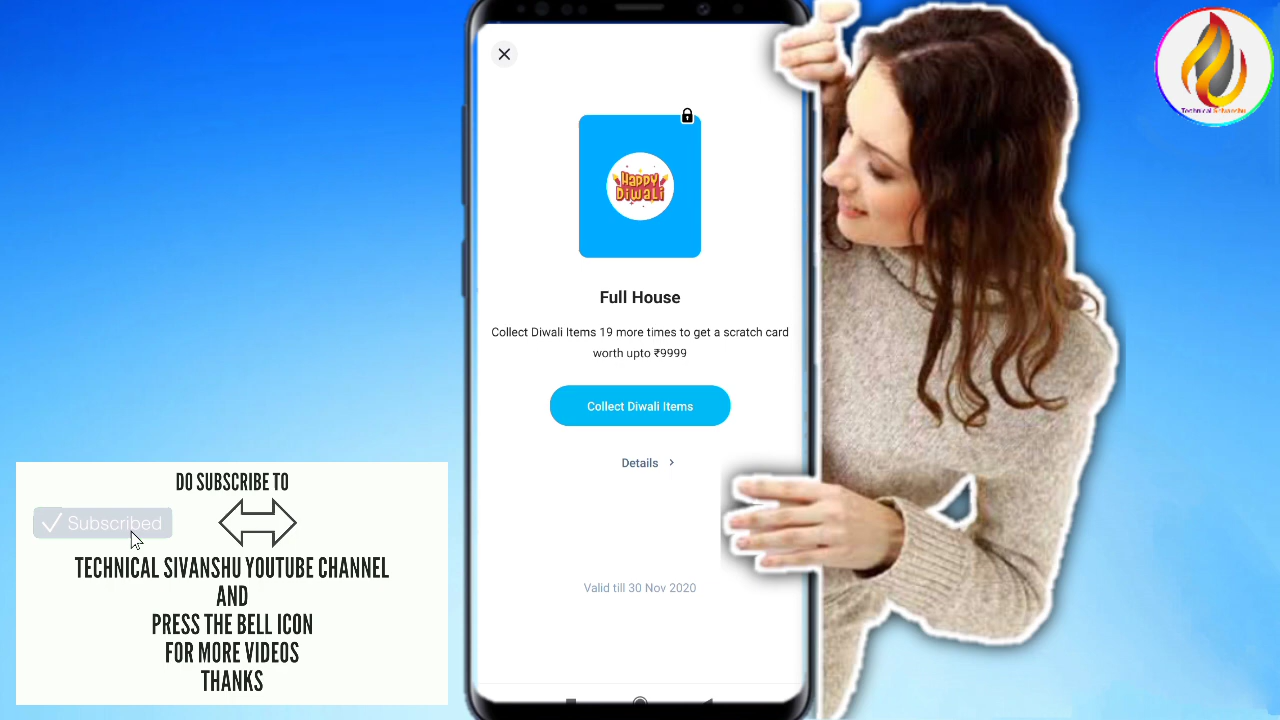 Technical Sivanshu
HAPPY
DIWALI
Full House
Collect Diwali Items 19 more times to get a scratch card
worth upto ₹9999
Collect Diwali Items
Details
Valid till 30 Nov 2020
DO SUBSCRIBE TO
Subscribed
TECHNICAL SIVANSHU YOUTUBE CHANNEL
AND
PRESS THE BELL ICON
FOR MORE VIDEOS
THANKS